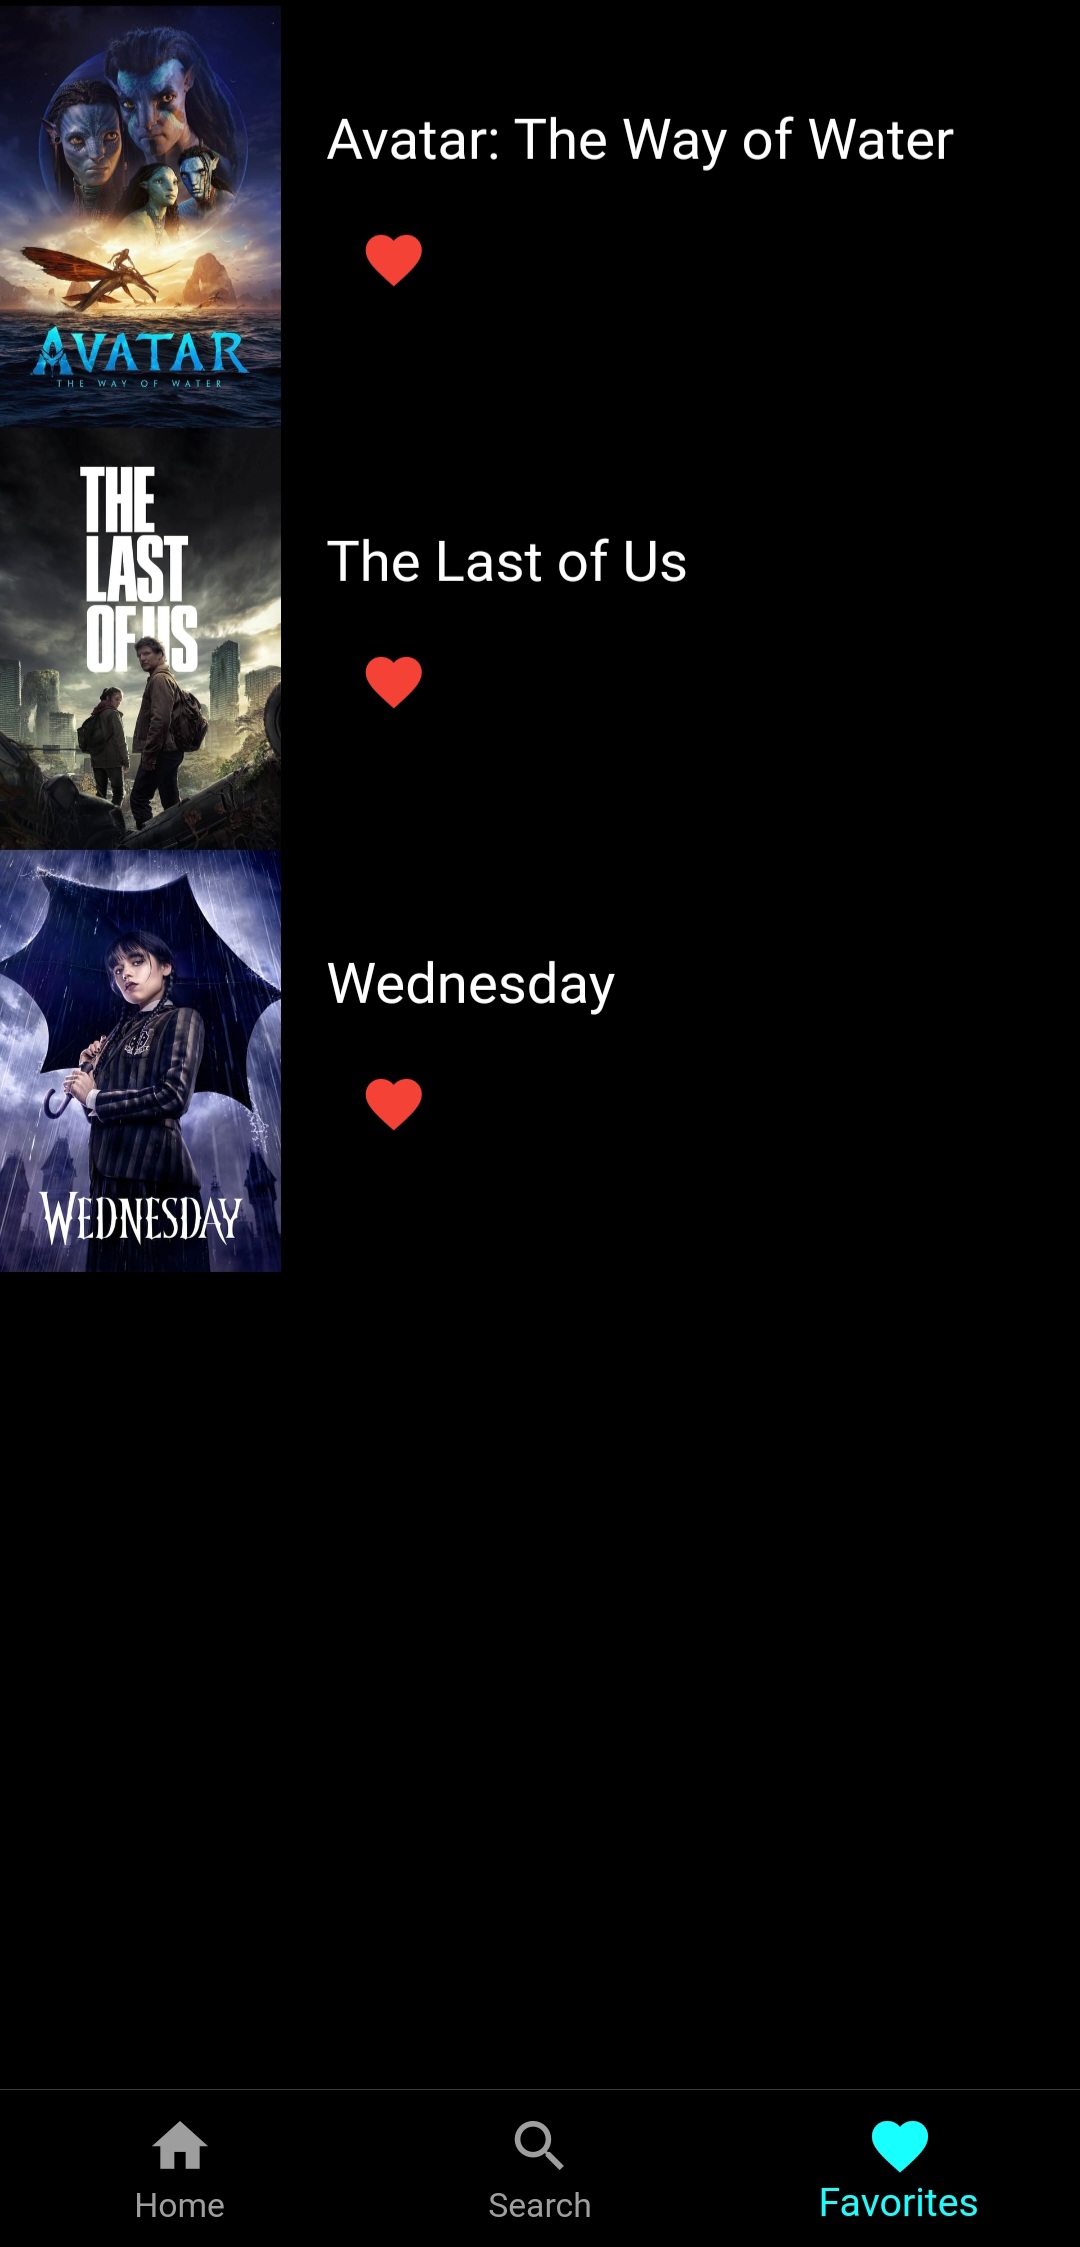 AVATAR
THE WAY OF WATER
Avatar: The Way of Water
THE
LAST
OF US
The Last of Us
WEDNESDAY
Wednesday
Home
Search
Favorites